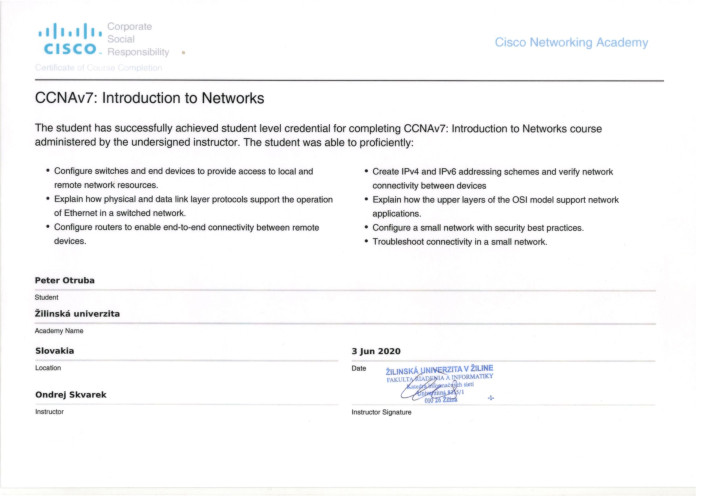 Corporate
Social
CISCO Responsibility
Cisco Networking Academy
Certificate of Course Completion
CCNAv7: Introduction to Networks
The student has successfully achieved student level credential for completing CCNAv7: Introduction to Networks course
administered by the undersigned instructor. The student was able to proficiently:
• Configure switches and end devices to provide access to local and
remote network resources.
• Explain how physical and data link layer protocols support the operation
of Ethernet in a switched network.
• Configure routers to enable end-to-end connectivity between remote
devices.
• Create IPv4 and IPv6 addressing schemes and verify network
connectivity between devices
• Explain how the upper layers of the OSI model support network
applications.
• Configure a small network with security best practices.
• Troubleshoot connectivity in a small network.
Peter Otruba
Student
Žilinská univerzita
Academy Name
Slovakia
Location
3 Jun 2020
Date
ŽILINSKÁ UNIVERZITA V ŽILINE
FAKULTA RIADENIA A INFORMATIKY
Katedra informačných sietí
Univerzitná
010 26 Žilina
Ondrej Skvarek
Instructor
Instructor Signature